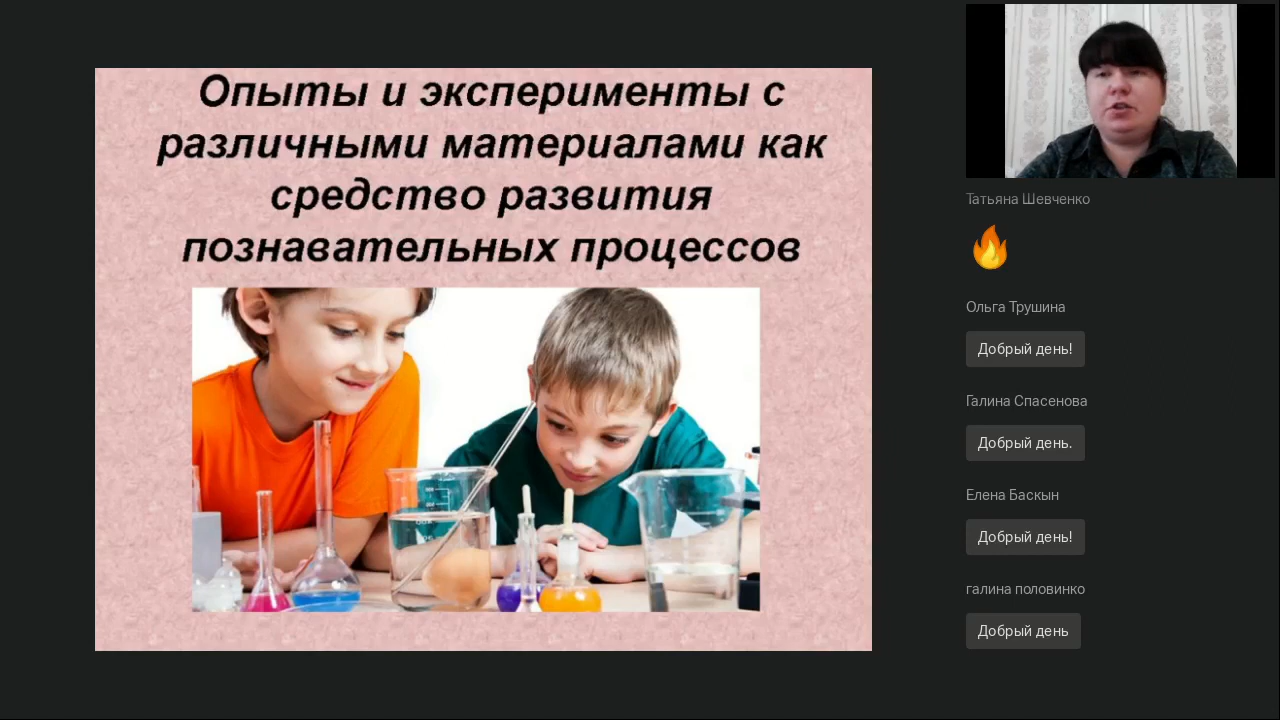 Опыты и эксперименты с
различными материалами как
средство развития
познавательных процессов
Татьяна Шевченко
Ольга Трушина
Добрый день!
Галина Спасенова
Добрый день.
Елена Баскын
Добрый день!
галина половинко
Добрый день